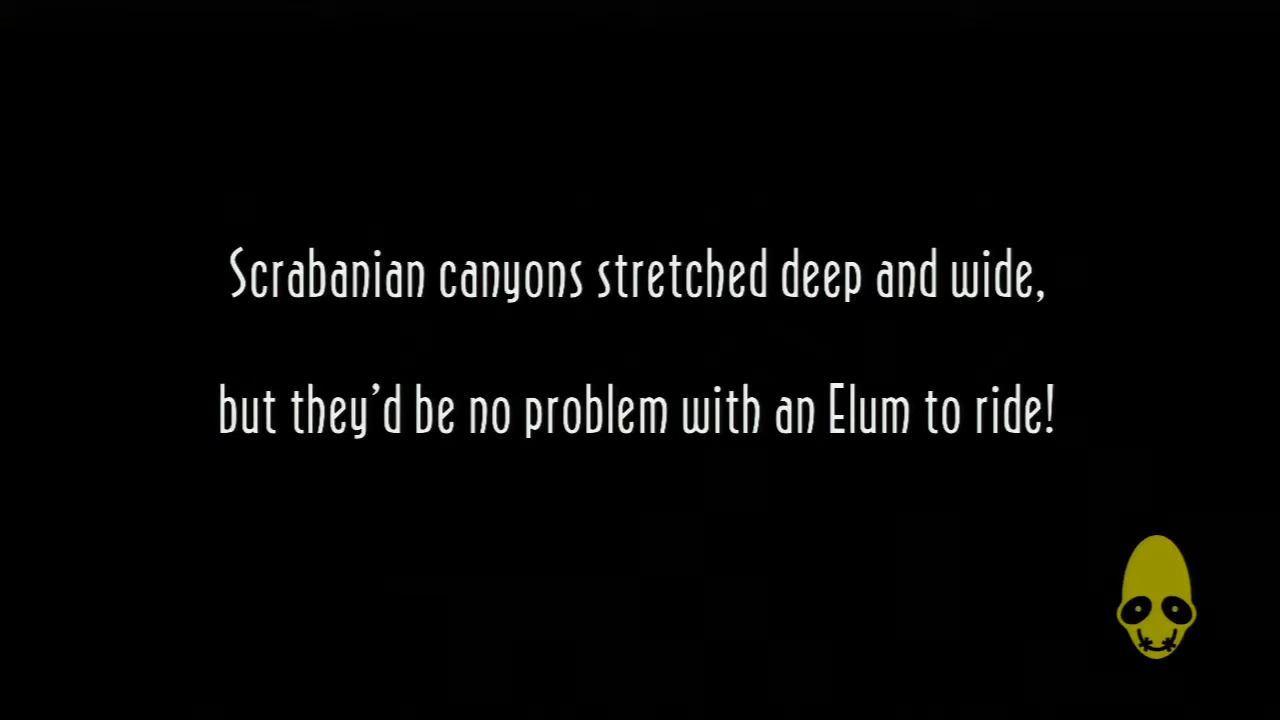 Scrabanian canyons stretched deep and wide,
but they’d be no problem with an Elum to ride!